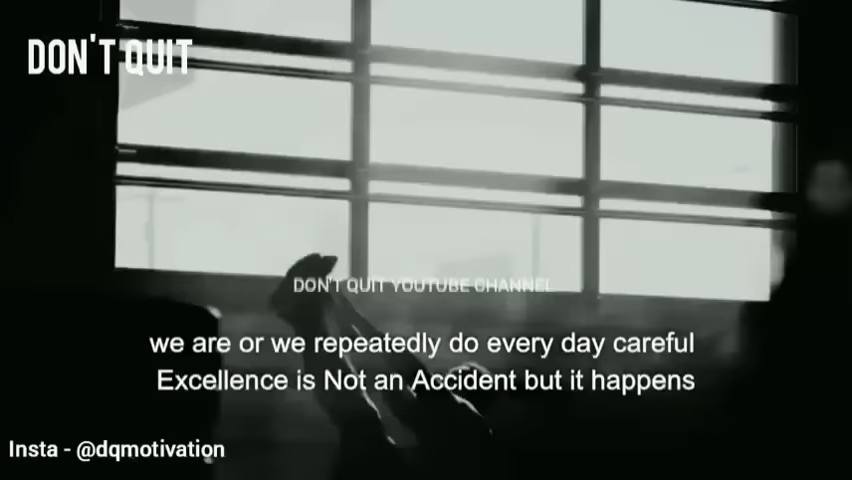 DON'T QUIT
DON'T QUIT YOUTUBE CHANNEL
we are or we repeatedly do every day careful
Excellence is Not an Accident but it happens
Insta - @dqmotivation